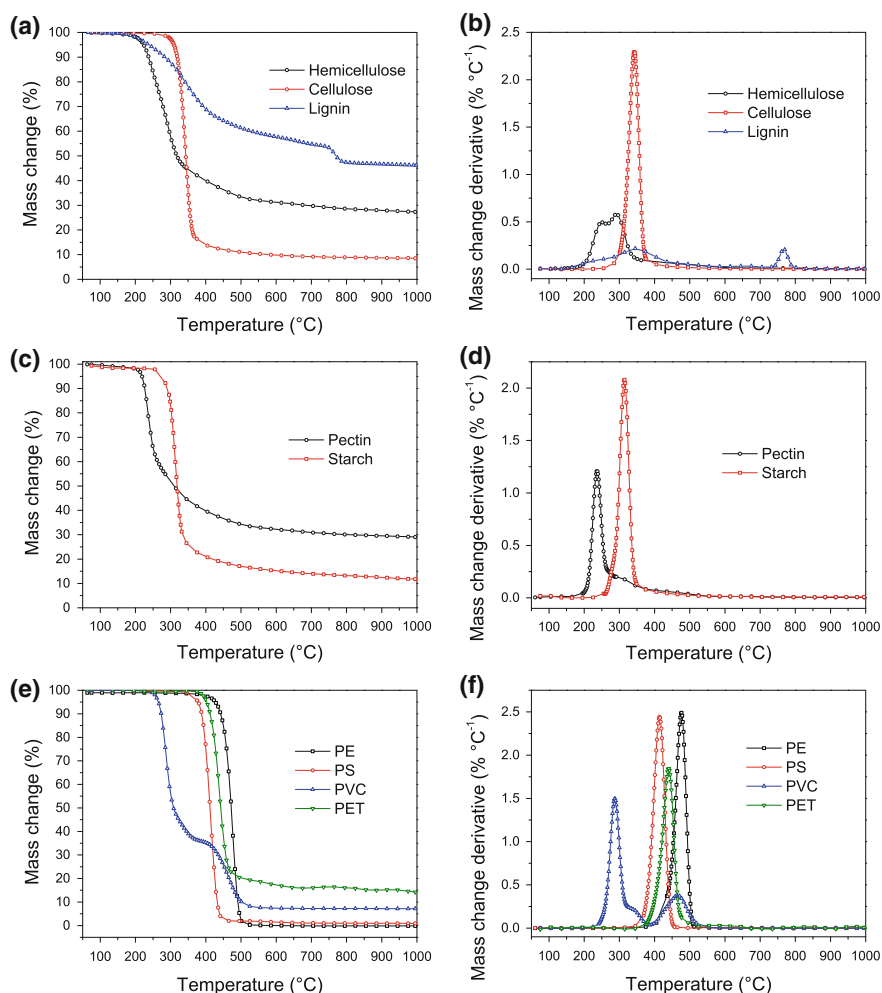 (a)
Mass change (%)
100
90
80
70
60
50
40
30
20
10
0
Hemicellulose
Cellulose
Lignin
100 200 300 400 500 600 700 800 900 1000
Temperature (°C)
(b)
Mass change derivative (% °C⁻¹)
2.5
2.0
1.5
1.0
0.5
0.0
Hemicellulose
Cellulose
Lignin
100 200 300 400 500 600 700 800 900 1000
Temperature (°C)
(c)
Mass change (%)
100
90
80
70
60
50
40
30
20
10
0
Pectin
Starch
100 200 300 400 500 600 700 800 900 1000
Temperature (°C)
(d)
Mass change derivative (% °C⁻¹)
2.0
1.5
1.0
0.5
0.0
Pectin
Starch
100 200 300 400 500 600 700 800 900 1000
Temperature (°C)
(e)
Mass change (%)
100
90
80
70
60
50
40
30
20
10
0
PE
PS
PVC
PET
100 200 300 400 500 600 700 800 900 1000
Temperature (°C)
(f)
Mass change derivative (% °C⁻¹)
2.5
2.0
1.5
1.0
0.5
0.0
PE
PS
PVC
PET
100 200 300 400 500 600 700 800 900 1000
Temperature (°C)